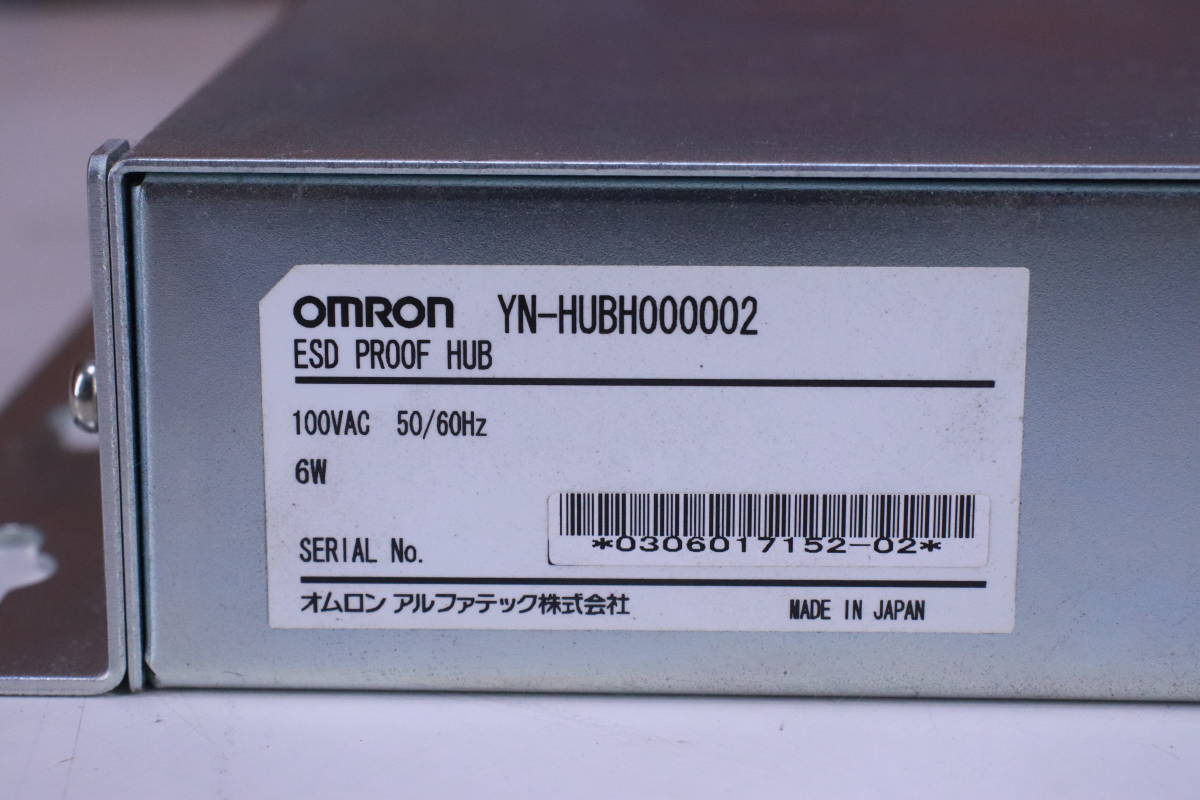 OMRON YN-HUBH000002
ESD PROOF HUB
100VAC 50/60Hz
6W
SERIAL No. *0306017152-02*
オムロン アルファテック株式会社 MADE IN JAPAN